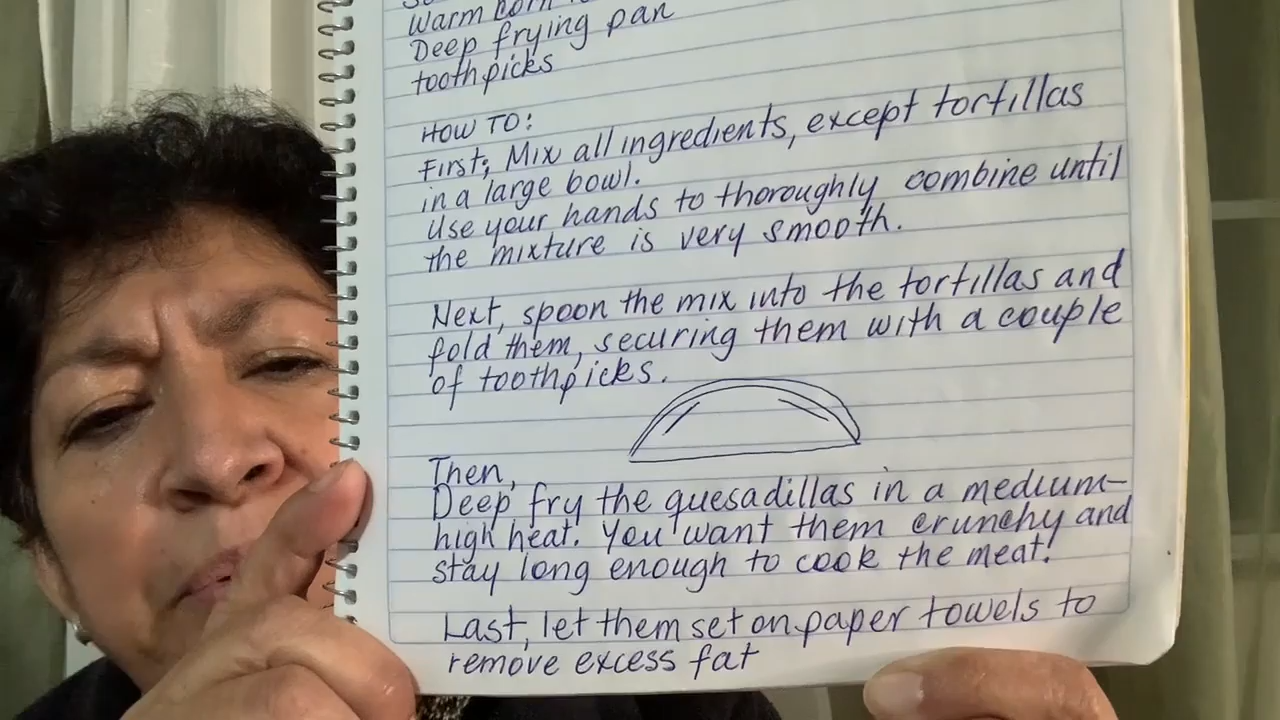 Warm
Deep frying pan
toothpicks
HOW TO:
First; Mix all ingredients, except tortillas
in a large bowl.
Use your hands to thoroughly combine until
the mixture is very smooth.
Next, spoon the mix into the tortillas and
fold them, securing them with a couple
of toothpicks.
Then,
Deep fry the quesadillas in a medium-
high heat. You want them crunchy and
stay long enough to cook the meat!
Last, let them set on paper towels to
remove excess fat